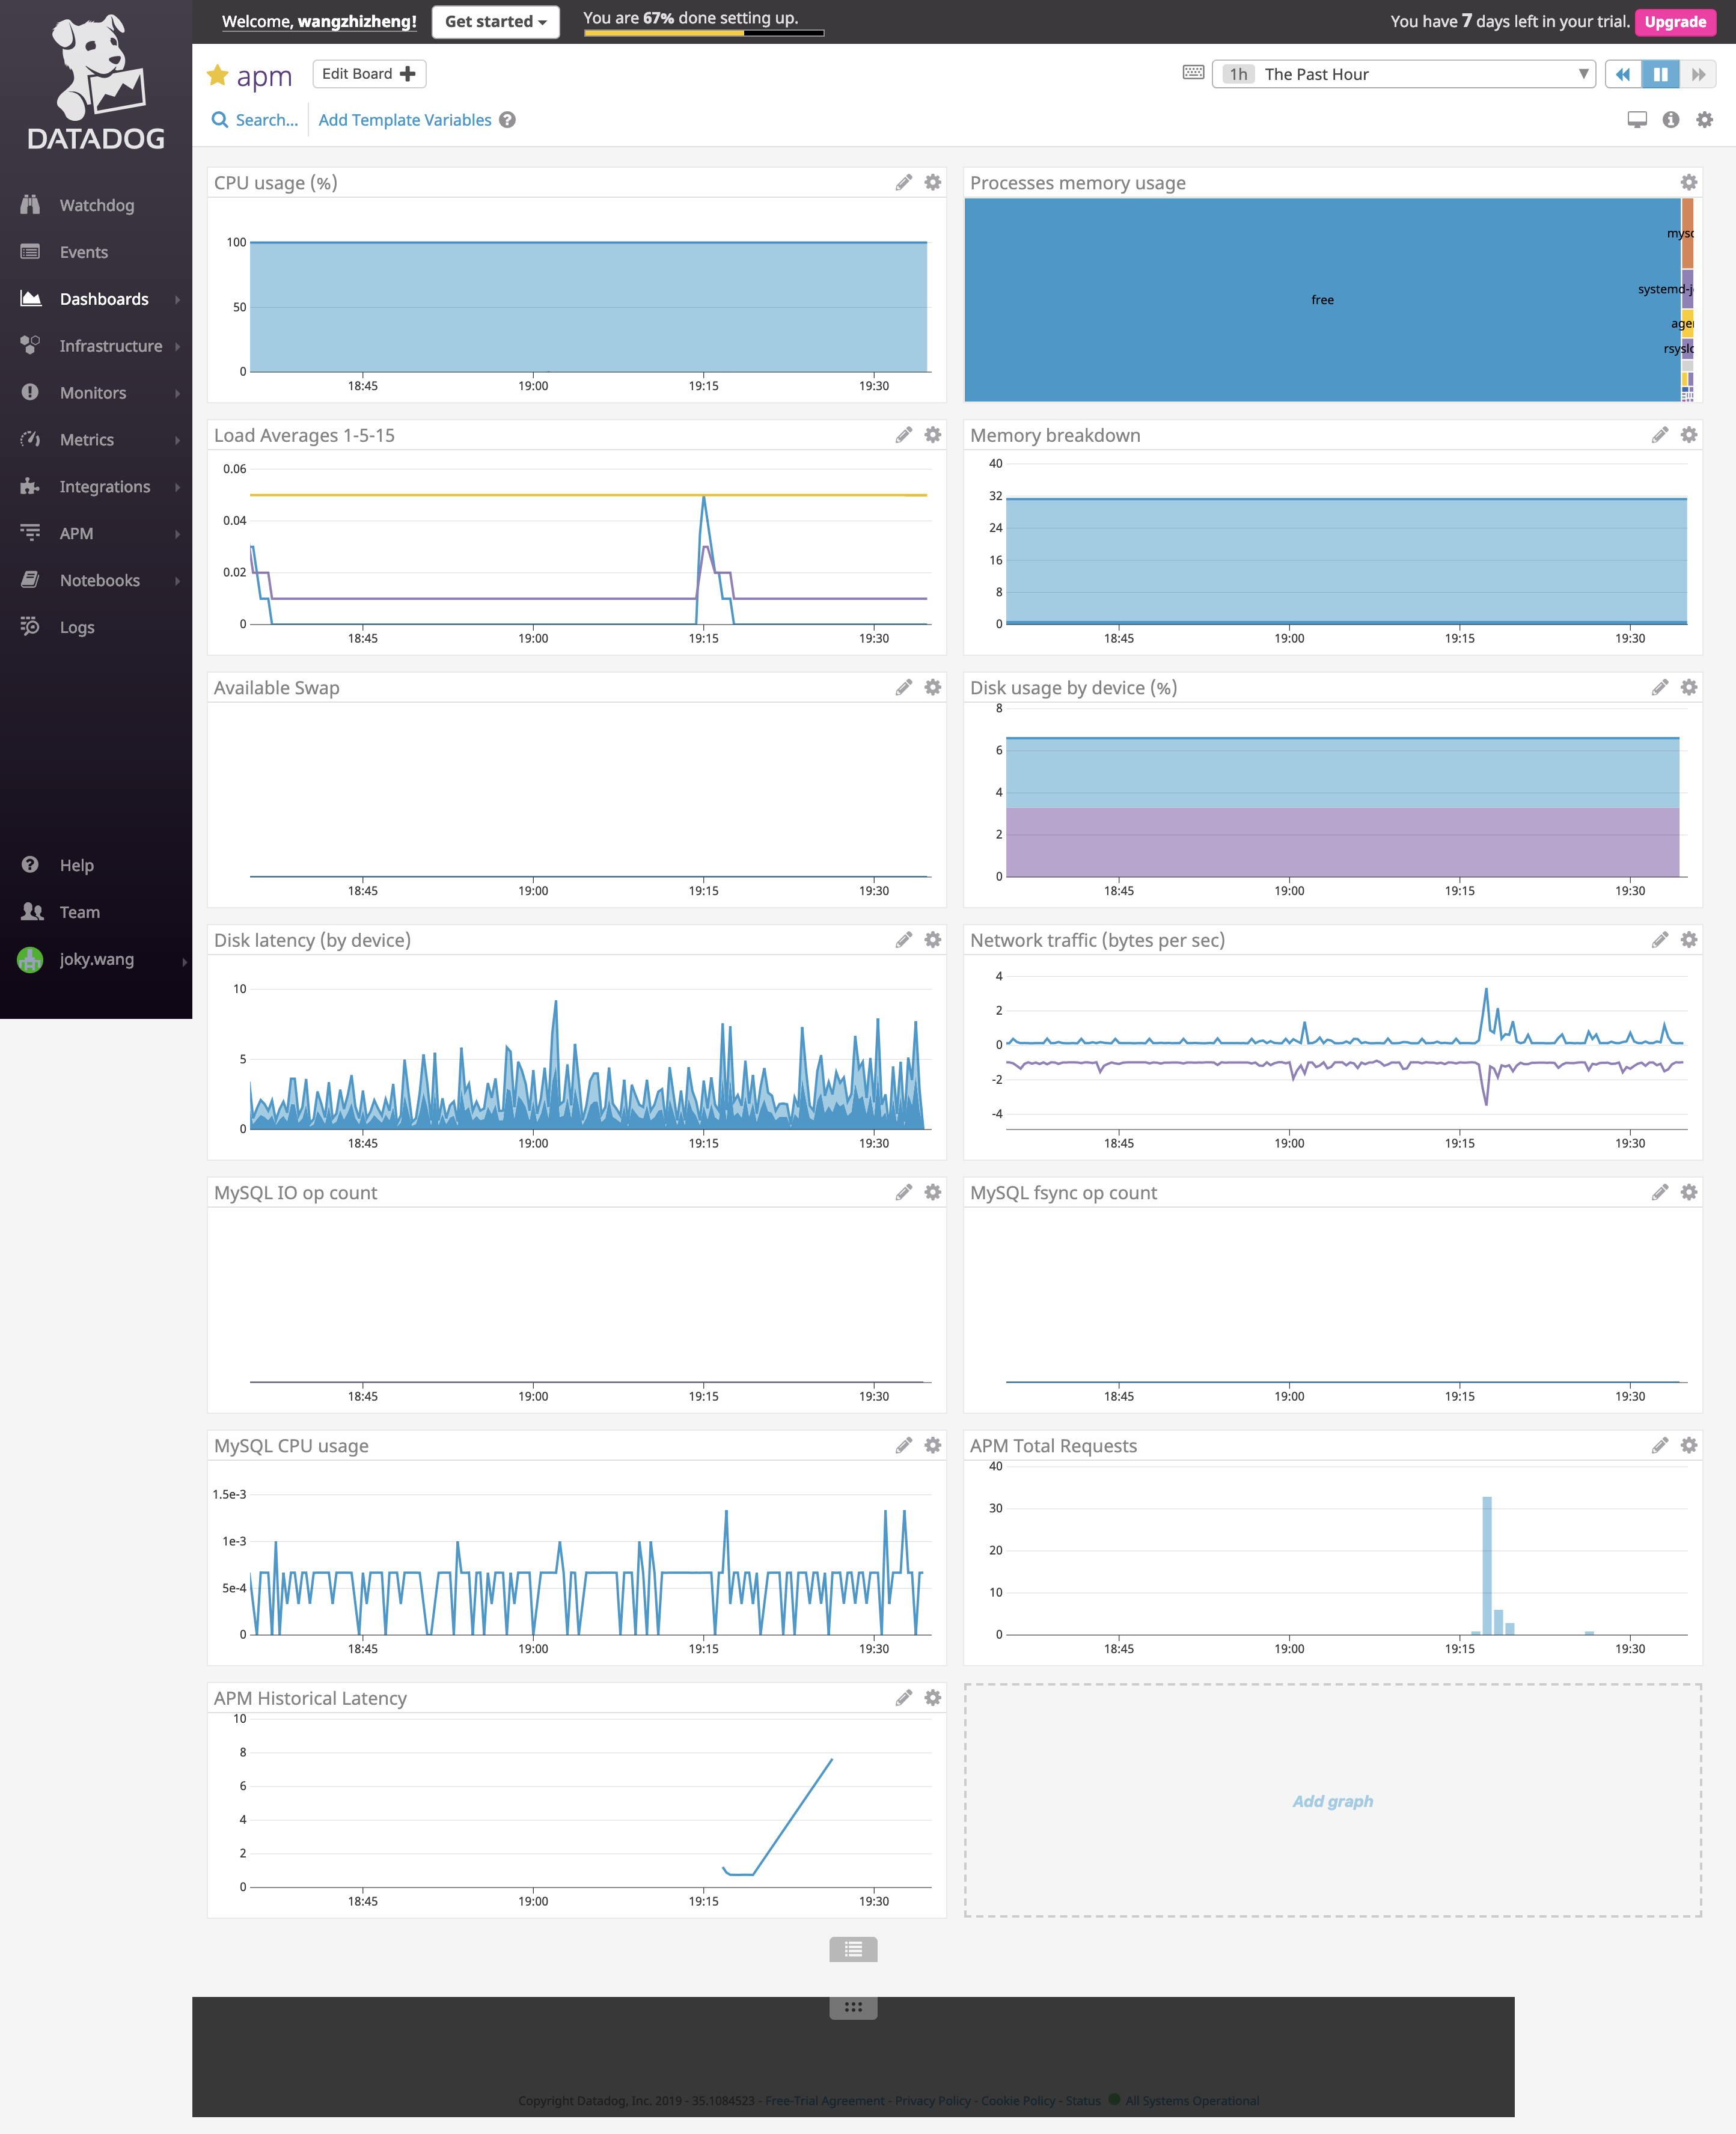 DATADOG
Watchdog
Events
Dashboards
Infrastructure
Monitors
Metrics
Integrations
APM
Notebooks
Logs
Help
Team
joky.wang
Welcome, wangzhizheng!
Get started
You are 67% done setting up.
You have 7 days left in your trial.
Upgrade
apm
Edit Board
1h The Past Hour
Search...
Add Template Variables
CPU usage (%)
100
50
0
18:45 19:00 19:15 19:30
Processes memory usage
free
mysq
systemd-j
agen
rsyslo
Load Averages 1-5-15
0.06
0.04
0.02
0
18:45 19:00 19:15 19:30
Memory breakdown
40
32
24
16
8
0
18:45 19:00 19:15 19:30
Available Swap
18:45 19:00 19:15 19:30
Disk usage by device (%)
8
6
4
2
0
18:45 19:00 19:15 19:30
Disk latency (by device)
10
5
0
18:45 19:00 19:15 19:30
Network traffic (bytes per sec)
4
2
0
-2
-4
18:45 19:00 19:15 19:30
MySQL IO op count
18:45 19:00 19:15 19:30
MySQL fsync op count
18:45 19:00 19:15 19:30
MySQL CPU usage
1.5e-3
1e-3
5e-4
0
18:45 19:00 19:15 19:30
APM Total Requests
40
30
20
10
0
18:45 19:00 19:15 19:30
APM Historical Latency
10
8
6
4
2
0
18:45 19:00 19:15 19:30
Add graph
Copyright Datadog, Inc. 2019 - 35.1084523 - Free-Trial Agreement - Privacy Policy - Cookie Policy - Status All Systems Operational